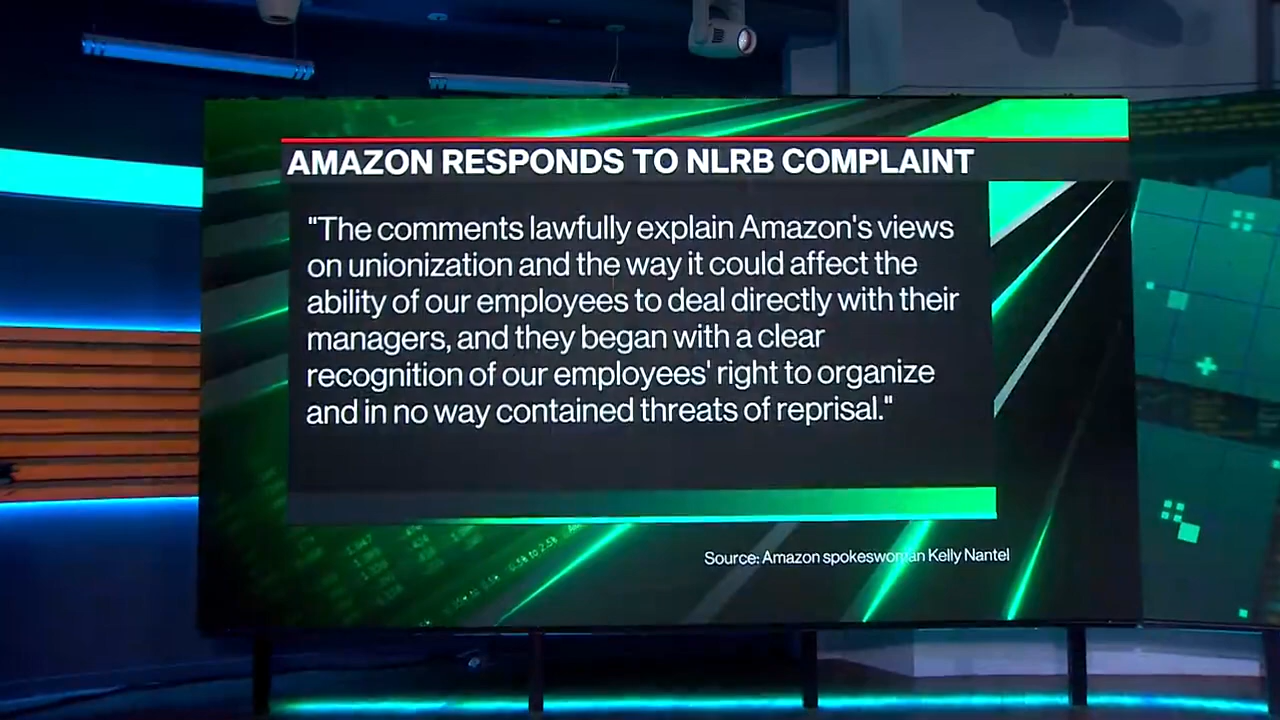 AMAZON RESPONDS TO NLRB COMPLAINT
"The comments lawfully explain Amazon's views
on unionization and the way it could affect the
ability of our employees to deal directly with their
managers, and they began with a clear
recognition of our employees' right to organize
and in no way contained threats of reprisal."
Source: Amazon spokeswoman Kelly Nantel